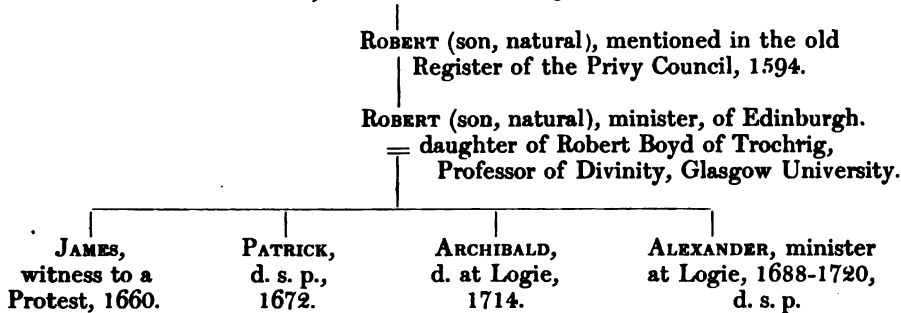 ROBERT (son, natural), mentioned in the old
Register of the Privy Council, 1594.
ROBERT (son, natural), minister, of Edinburgh.
= daughter of Robert Boyd of Trochrig,
Professor of Divinity, Glasgow University.
JAMES,
witness to a
Protest, 1660.
PATRICK,
d. s. p.,
1672.
ARCHIBALD,
d. at Logie,
1714.
ALEXANDER, minister
at Logie, 1688-1720,
d. s. p.